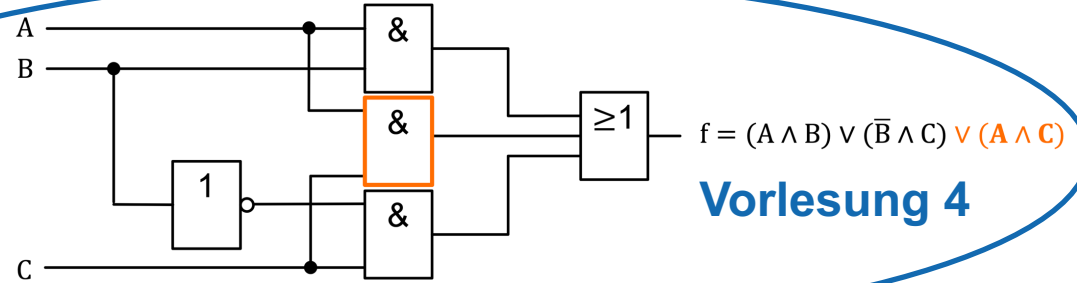 A
&
B
&
≥1
f = (A ∧ B) ∨ (B̅ ∧ C) ∨ (A ∧ C)
1
&
Vorlesung 4
C